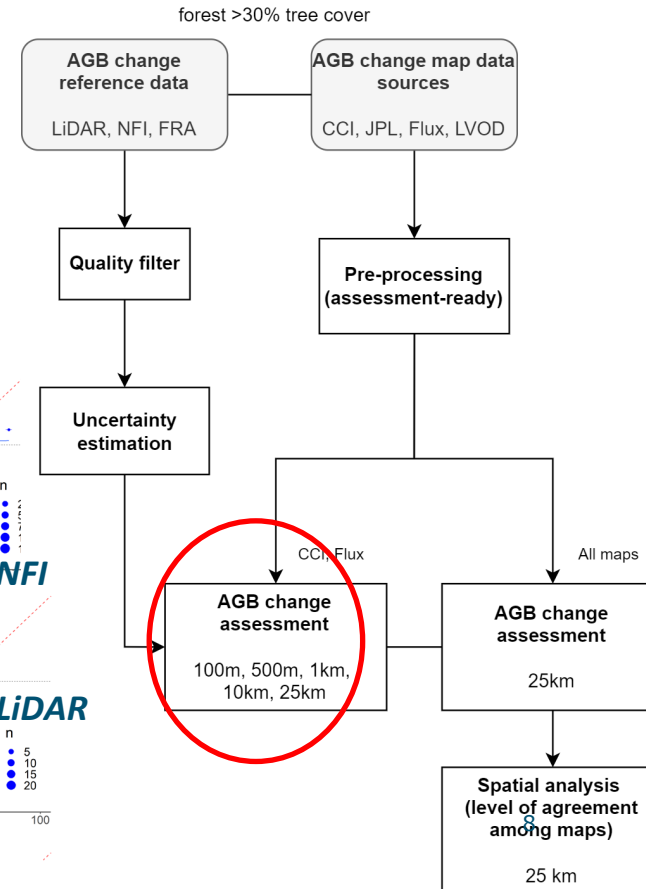 forest >30% tree cover
AGB change
reference data
LiDAR, NFI, FRA
AGB change map data
sources
CCI, JPL, Flux, LVOD
Quality filter
Pre-processing
(assessment-ready)
Uncertainty
estimation
n
NFI
CCI, Flux
All maps
AGB change
assessment
100m, 500m, 1km,
10km, 25km
AGB change
assessment
25km
LiDAR
n
5
10
15
20
100
Spatial analysis
(level of agreement
among maps)
8
25 km